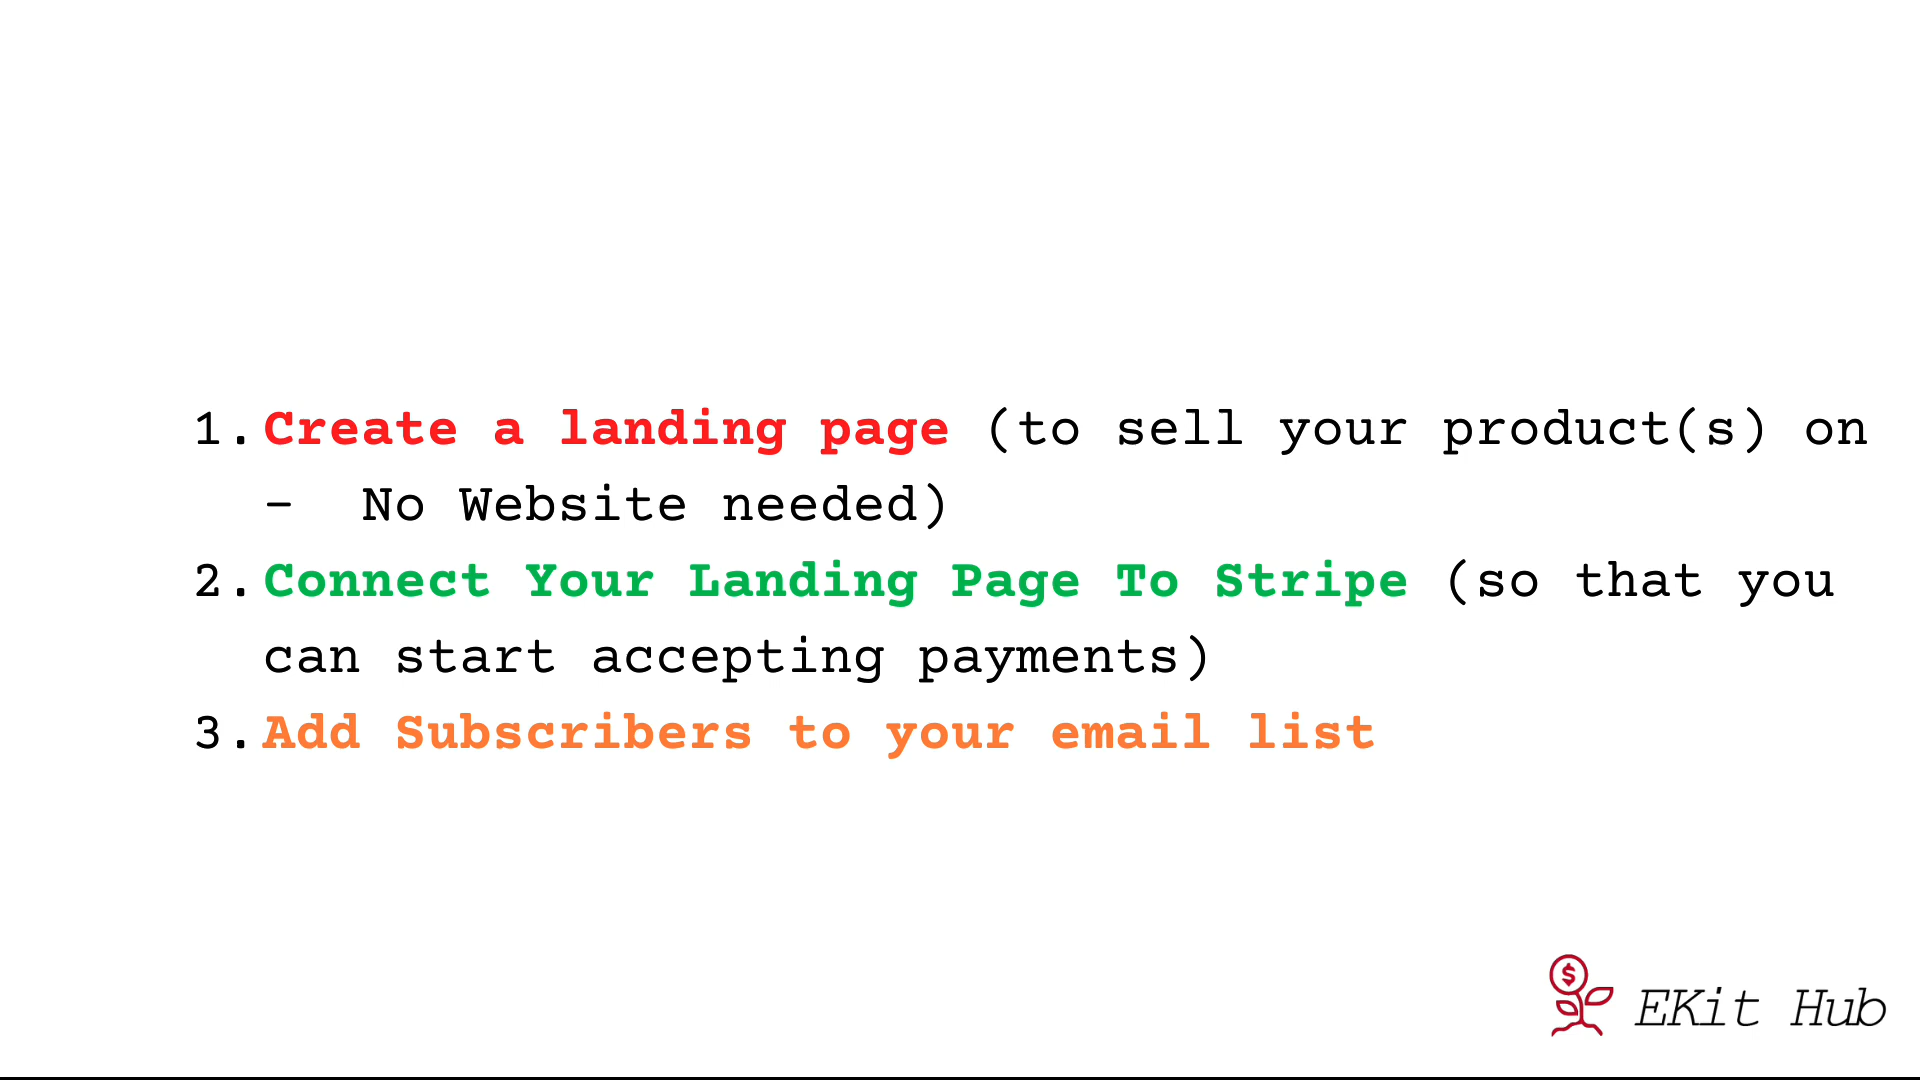 1. Create a landing page (to sell your product(s) on
- No Website needed)
2. Connect Your Landing Page To Stripe (so that you
can start accepting payments)
3. Add Subscribers to your email list
$
EKit Hub